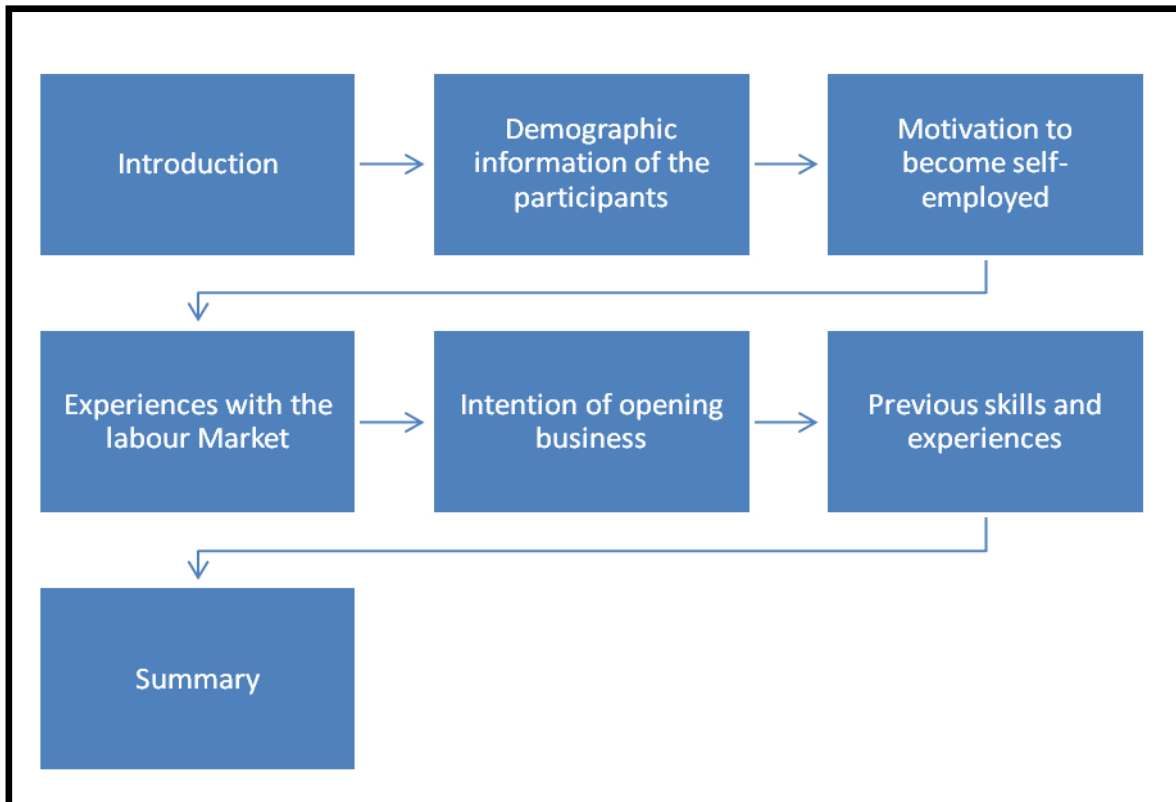 Introduction
Demographic
information of the
participants
Motivation to
become self-
employed
Experiences with the
labour Market
Intention of opening
business
Previous skills and
experiences
Summary